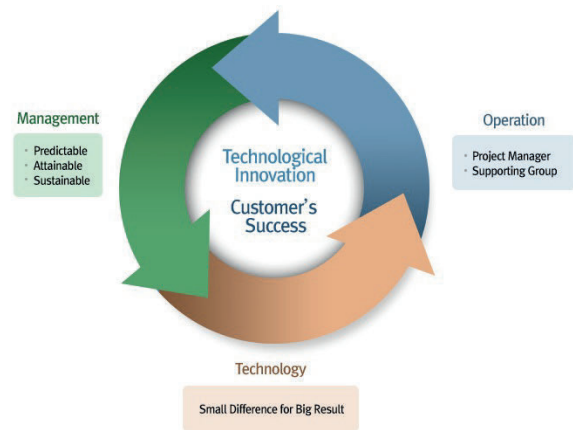 Management
• Predictable
• Attainable
• Sustainable
Technological
Innovation
Customer's
Success
Operation
• Project Manager
• Supporting Group
Technology
Small Difference for Big Result